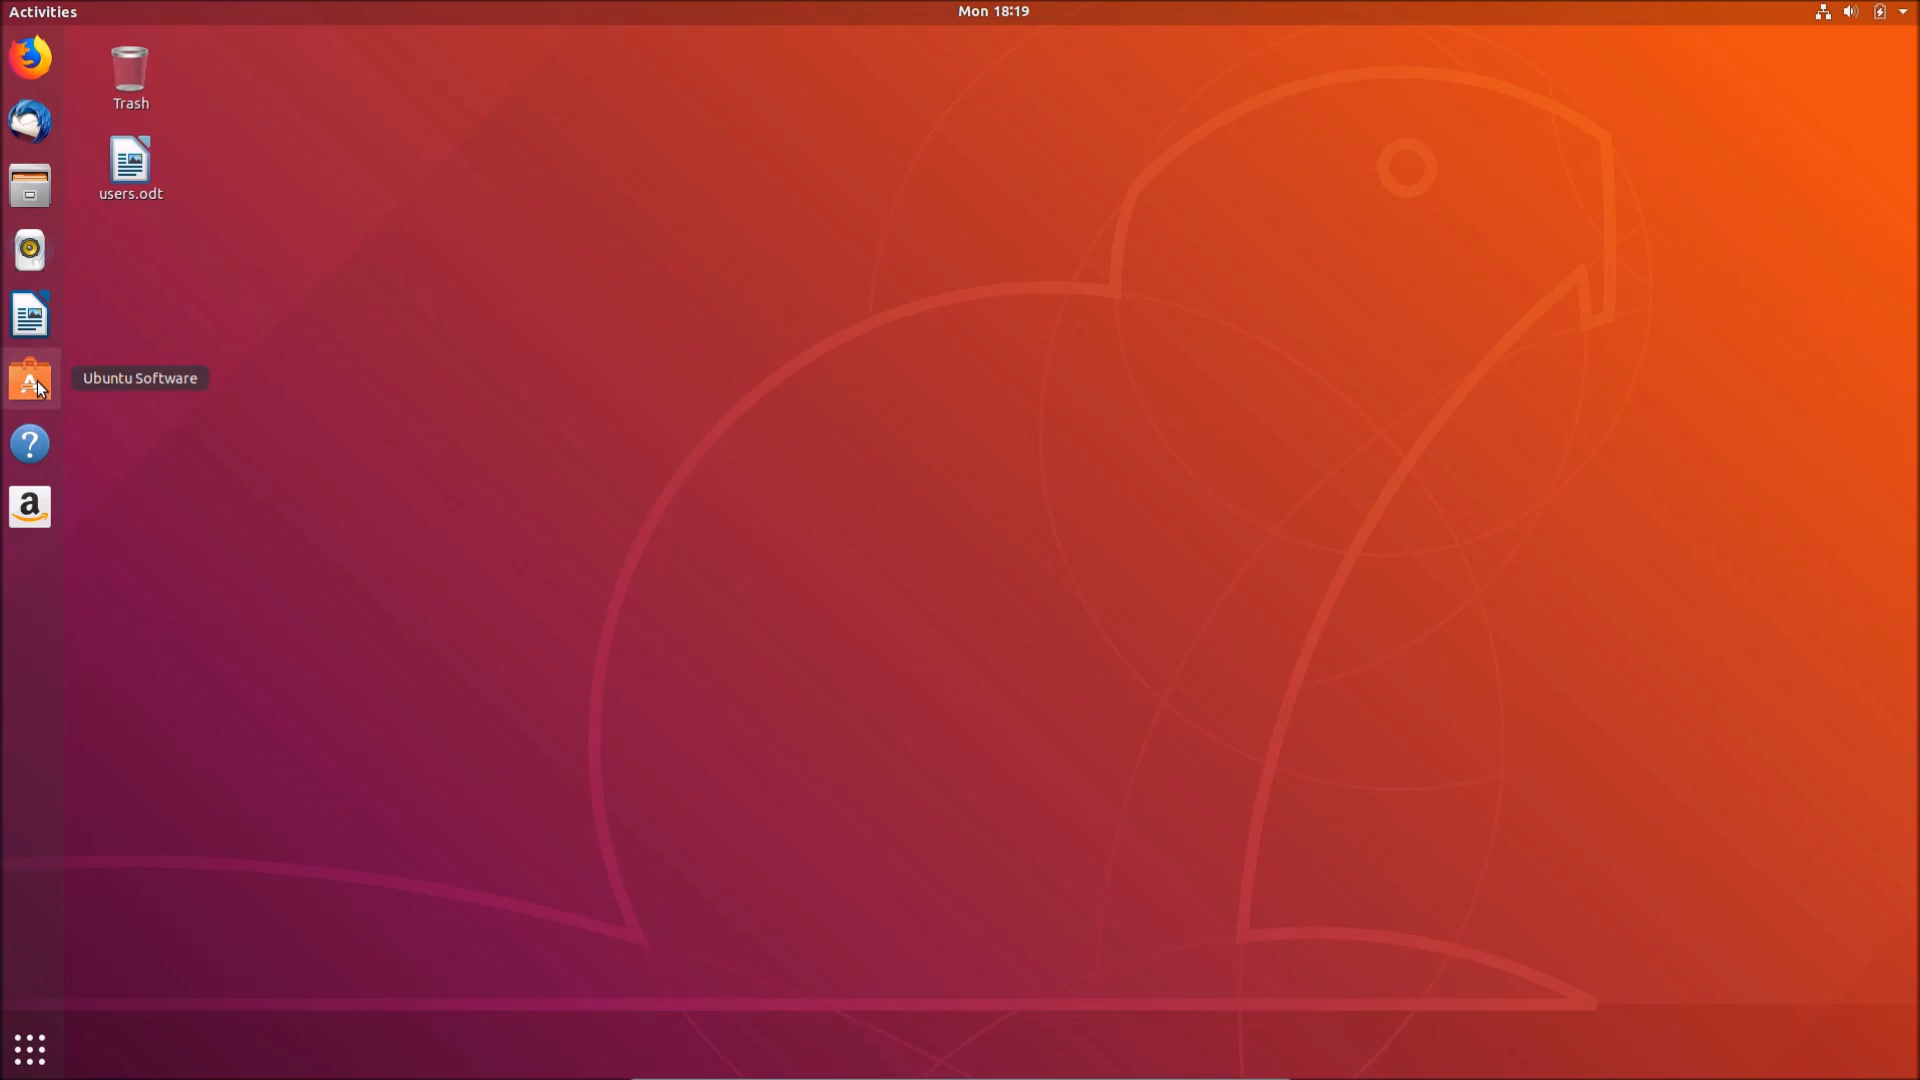 Activities
Mon 18:19
Trash
users.odt
Ubuntu Software